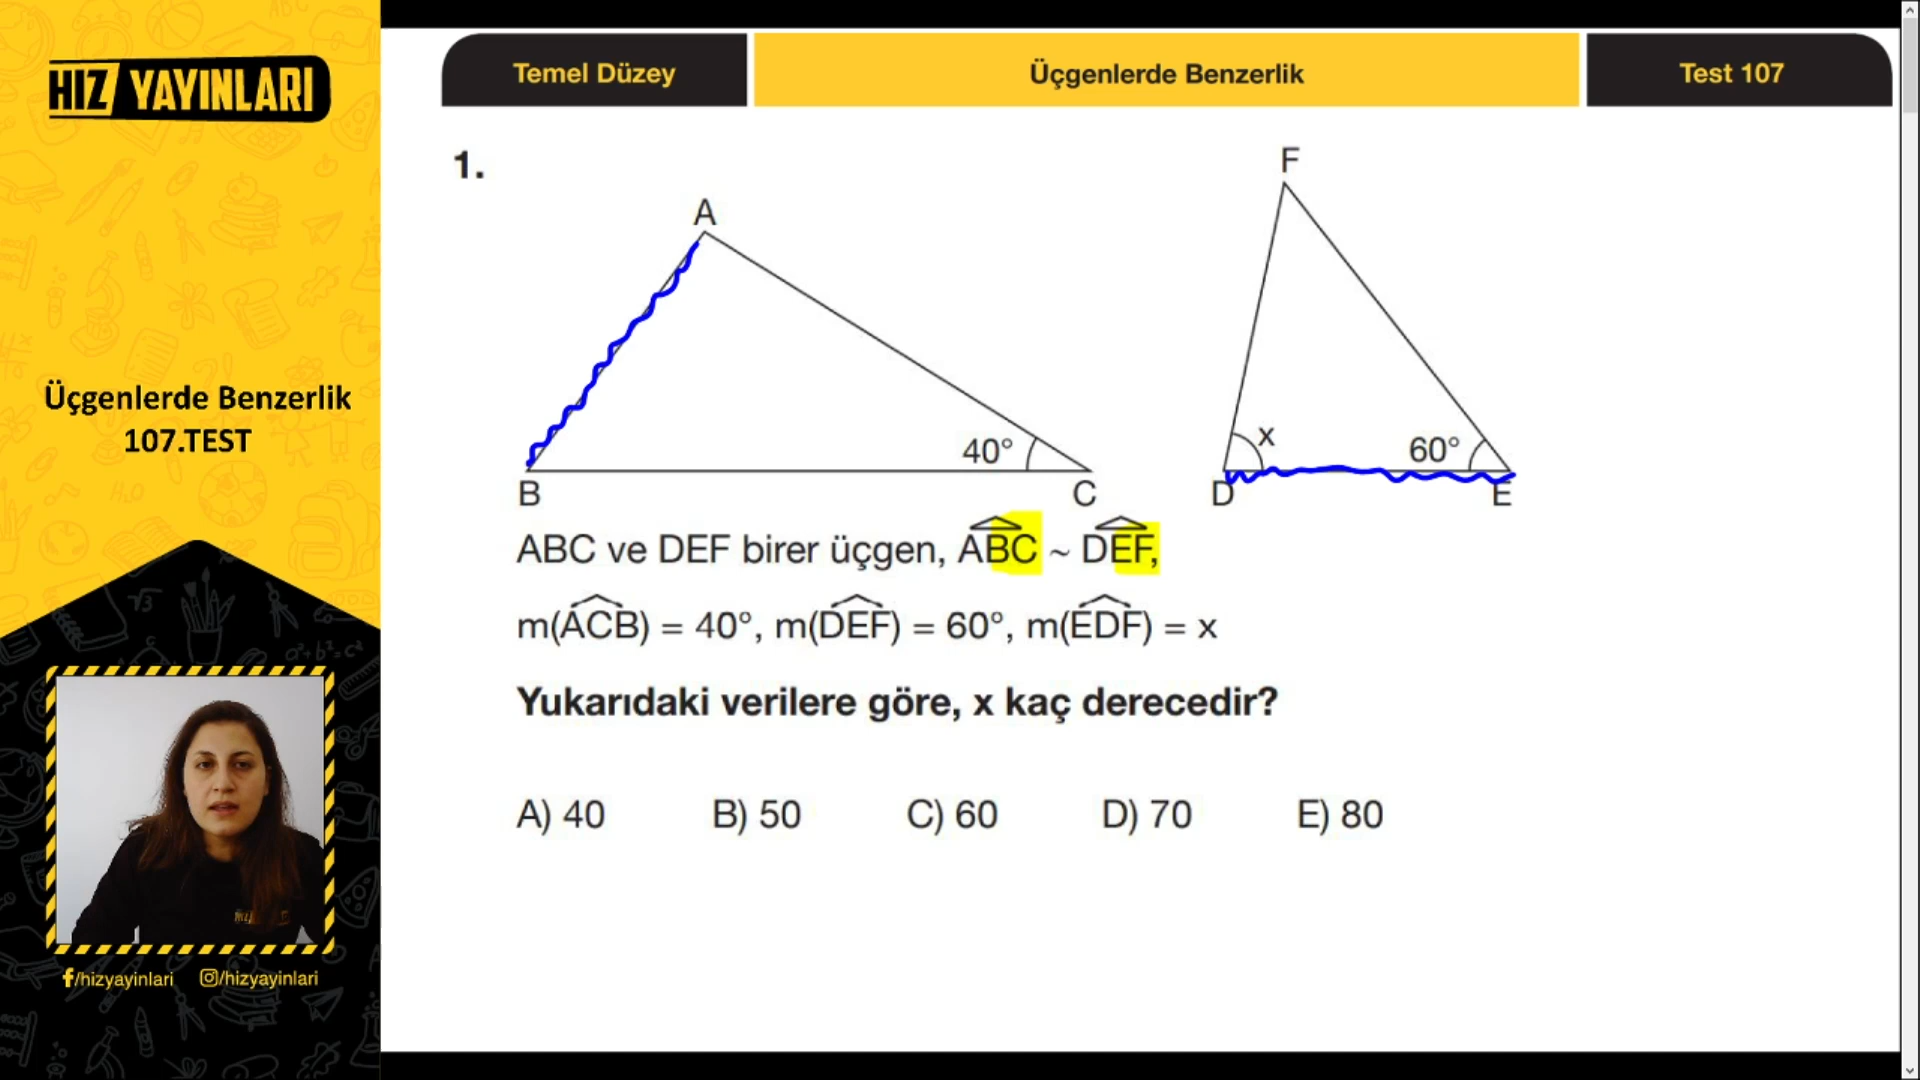 HIZ YAYINLARI
Üçgenlerde Benzerlik
107.TEST
f/hizyayinlari /hizyayinlari
Temel Düzey Üçgenlerde Benzerlik Test 107
1.
A
B
C
40°
F
D
E
x
60°
ABC ve DEF birer üçgen, ABC ~ DEF,
m(ACB) = 40°, m(DEF) = 60°, m(EDF) = x
Yukarıdaki verilere göre, x kaç derecedir?
A) 40 B) 50 C) 60 D) 70 E) 80